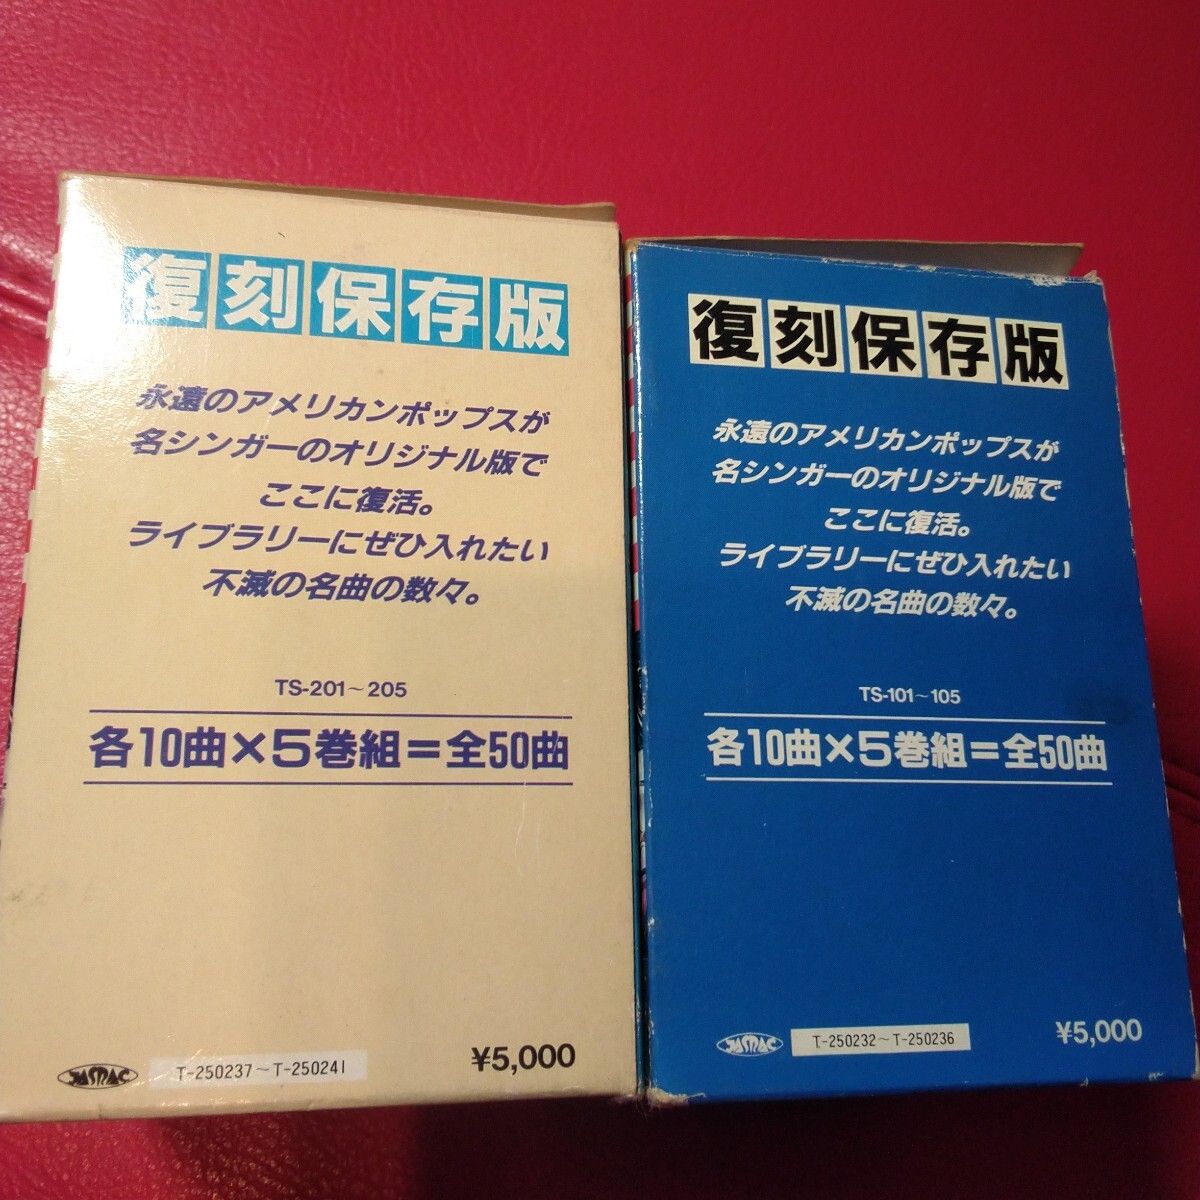 復刻保存版
永遠のアメリカンポップスが
名シンガーのオリジナル版で
ここに復活。
ライブラリーにぜひ入れたい
不滅の名曲の数々。
TS-201～205
各10曲×5巻組＝全50曲
JASRAC
T-250237～T-250241
¥5,000
復刻保存版
永遠のアメリカンポップスが
名シンガーのオリジナル版で
ここに復活。
ライブラリーにぜひ入れたい
不滅の名曲の数々。
TS-101～105
各10曲×5巻組＝全50曲
JASRAC
T-250232～T-250236
¥5,000